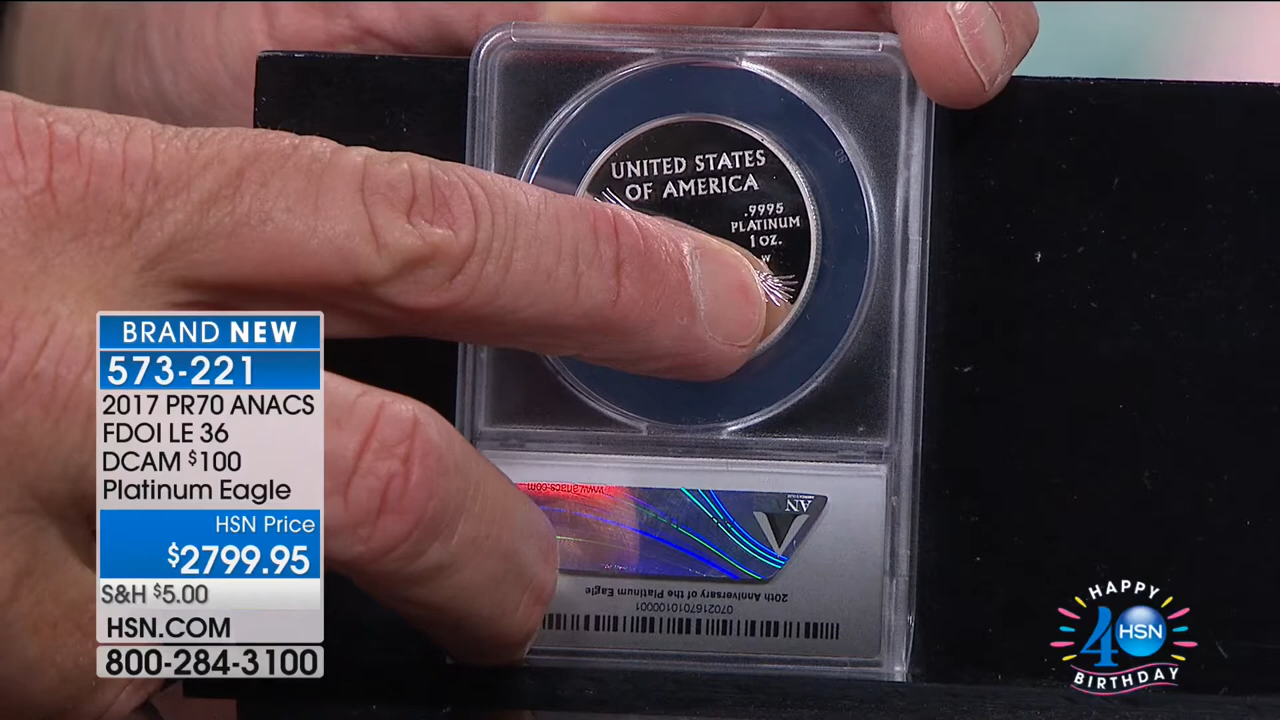 UNITED STATES
OF AMERICA
.9995
PLATINUM
1 OZ.
W
BRAND NEW
573-221
2017 PR70 ANACS
FDOI LE 36
DCAM $100
Platinum Eagle
HSN Price
$2799.95
S&H $5.00
HSN.COM
800-284-3100
www.anacs.com
AN
20th Anniversary of the Platinum Eagle
0702167010100001
HAPPY
40 HSN
BIRTHDAY